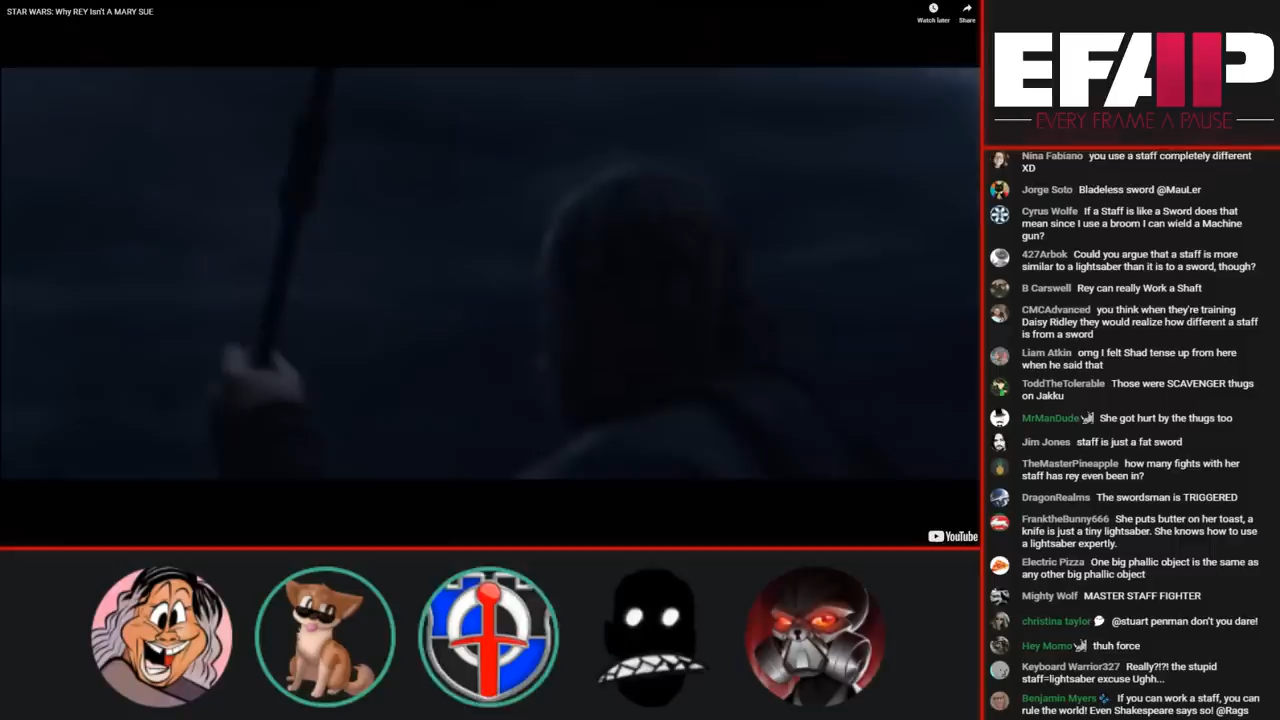 STAR WARS: Why REY Isn't A MARY SUE
Watch later
Share
EFAP
EVERY FRAME A PAUSE
Nina Fabiano you use a staff completely different
XD
Jorge Soto Bladeless sword @MauLer
Cyrus Wolfe If a Staff is like a Sword does that
mean since I use a broom I can wield a Machine
gun?
427Arbok Could you argue that a staff is more
similar to a lightsaber than it is to a sword, though?
B Carswell Rey can really Work a Shaft
CMCAdvanced you think when they're training
Daisy Ridley they would realize how different a staff
is from a sword
Liam Atkin omg I felt Shad tense up from here
when he said that
ToddTheTolerable Those were SCAVENGER thugs
on Jakku
MrManDude She got hurt by the thugs too
Jim Jones staff is just a fat sword
TheMasterPineapple how many fights with her
staff has rey even been in?
DragonRealms The swordsman is TRIGGERED
FranktheBunny666 She puts butter on her toast, a
knife is just a tiny lightsaber. She knows how to use
a lightsaber expertly.
Electric Pizza One big phallic object is the same as
any other big phallic object
Mighty Wolf MASTER STAFF FIGHTER
christina taylor @stuart penman don't you dare!
Hey Momo thuh force
Keyboard Warrior327 Really?!?! the stupid
staff=lightsaber excuse Ughh...
Benjamin Myers If you can work a staff, you can
rule the world! Even Shakespeare says so! @Rags
YouTube